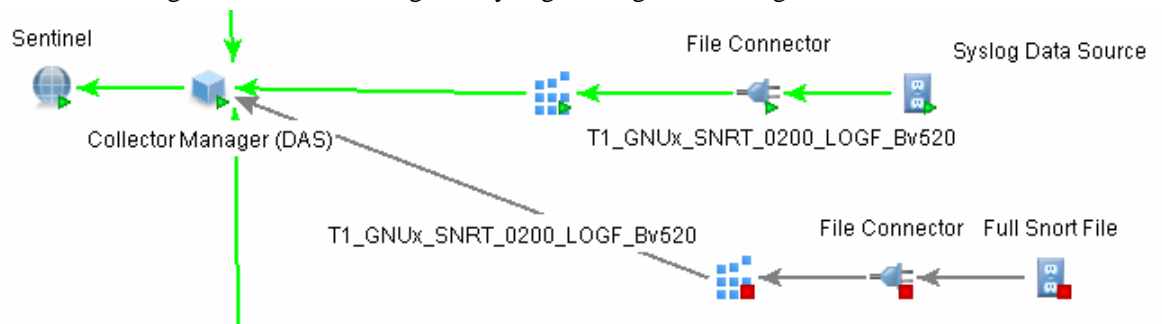 Sentinel
File Connector
Syslog Data Source
Collector Manager (DAS)
T1_GNUx_SNRT_0200_LOGF_Bv520
T1_GNUx_SNRT_0200_LOGF_Bv520
File Connector
Full Snort File